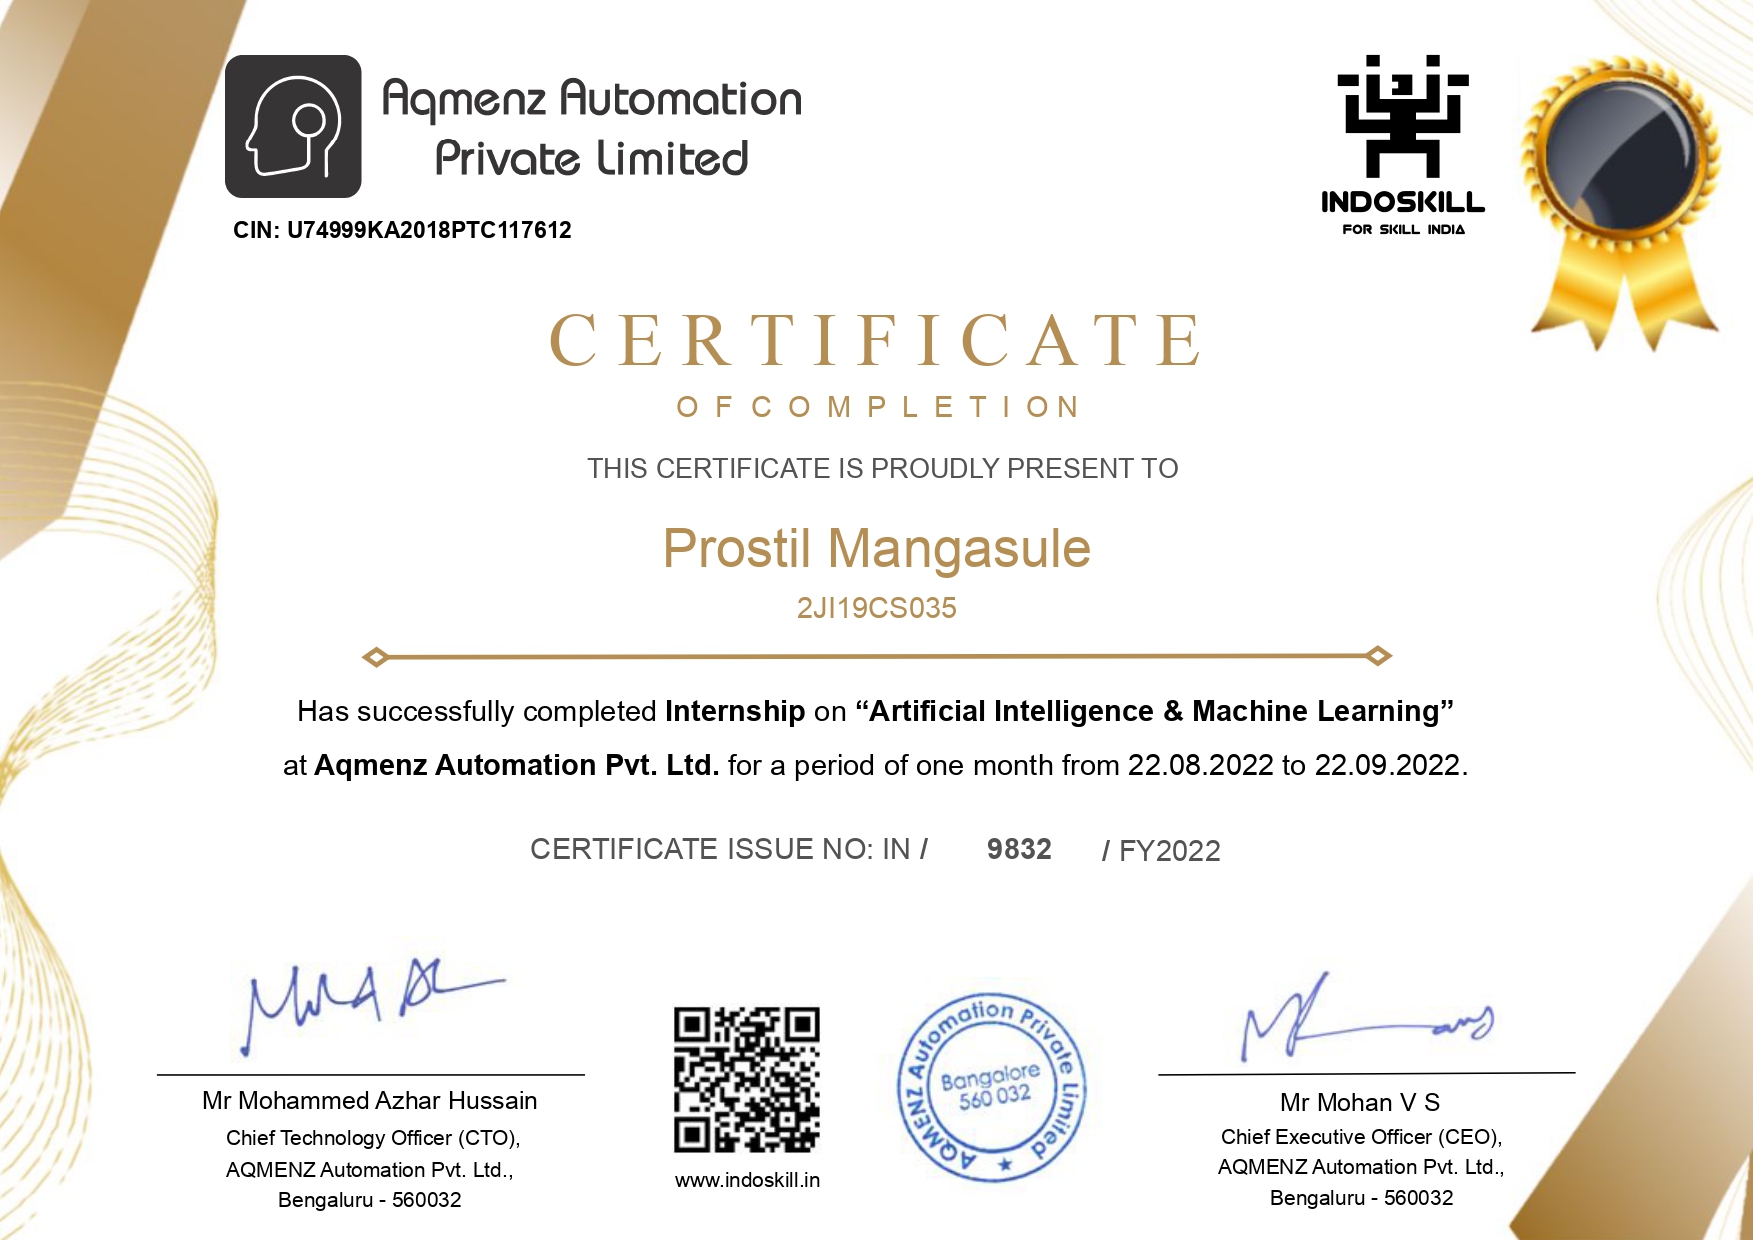 Aqmenz Automation
Private Limited
CIN: U74999KA2018PTC117612
INDOSKILL
FOR SKILL INDIA
CERTIFICATE
OF COMPLETION
THIS CERTIFICATE IS PROUDLY PRESENT TO
Prostil Mangasule
2JI19CS035
Has successfully completed Internship on “Artificial Intelligence & Machine Learning”
at Aqmenz Automation Pvt. Ltd. for a period of one month from 22.08.2022 to 22.09.2022.
CERTIFICATE ISSUE NO: IN / 9832 / FY2022
Mr Mohammed Azhar Hussain
Chief Technology Officer (CTO),
AQMENZ Automation Pvt. Ltd.,
Bengaluru - 560032
www.indoskill.in
AQMENZ Automation Private Limited
Bangalore
560 032
Mr Mohan V S
Chief Executive Officer (CEO),
AQMENZ Automation Pvt. Ltd.,
Bengaluru - 560032